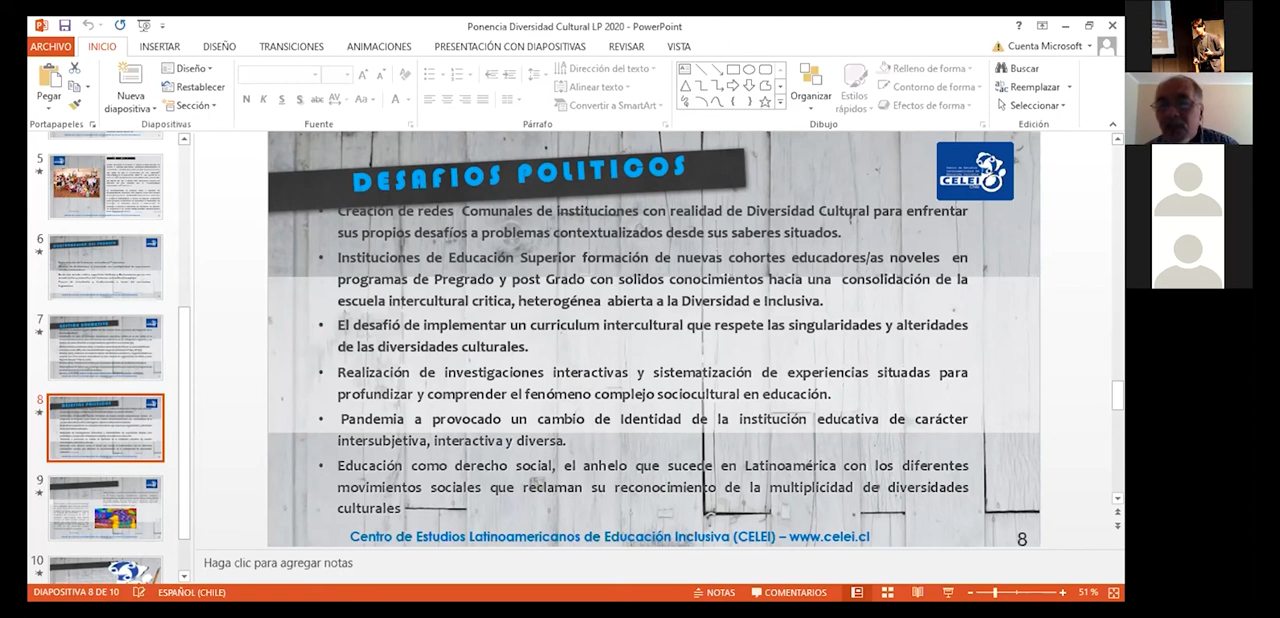 Ponencia Diversidad Cultural LP 2020 - PowerPoint
ARCHIVO INICIO INSERTAR DISEÑO TRANSICIONES ANIMACIONES PRESENTACIÓN CON DIAPOSITIVAS REVISAR VISTA Cuenta Microsoft
Pegar
Nueva diapositiva
Diseño
Restablecer
Sección
N K S S abc AV Aa A
Dirección del texto
Alinear texto
Convertir a SmartArt
Organizar
Estilos rápidos
Relleno de forma
Contorno de forma
Efectos de forma
Buscar
Reemplazar
Seleccionar
Portapapeles Diapositivas Fuente Párrafo Dibujo Edición
5
6
7
8
9
10
DESAFIOS POLITICOS
CELEI
Creación de redes Comunales de instituciones con realidad de Diversidad Cultural para enfrentar
sus propios desafíos a problemas contextualizados desde sus saberes situados.
• Instituciones de Educación Superior formación de nuevas cohortes educadores/as noveles en
programas de Pregrado y post Grado con solidos conocimientos hacia una consolidación de la
escuela intercultural critica, heterogénea abierta a la Diversidad e Inclusiva.
• El desafió de implementar un curriculum intercultural que respete las singularidades y alteridades
de las diversidades culturales.
• Realización de investigaciones interactivas y sistematización de experiencias situadas para
profundizar y comprender el fenómeno complejo sociocultural en educación.
• Pandemia a provocado cambio de Identidad de la institución educativa de carácter
intersubjetiva, interactiva y diversa.
• Educación como derecho social, el anhelo que sucede en Latinoamérica con los diferentes
movimientos sociales que reclaman su reconocimiento de la multiplicidad de diversidades
culturales
Centro de Estudios Latinoamericanos de Educación Inclusiva (CELEI) – www.celei.cl
8
Haga clic para agregar notas
DIAPOSITIVA 8 DE 10 ESPAÑOL (CHILE) NOTAS COMENTARIOS 51 %